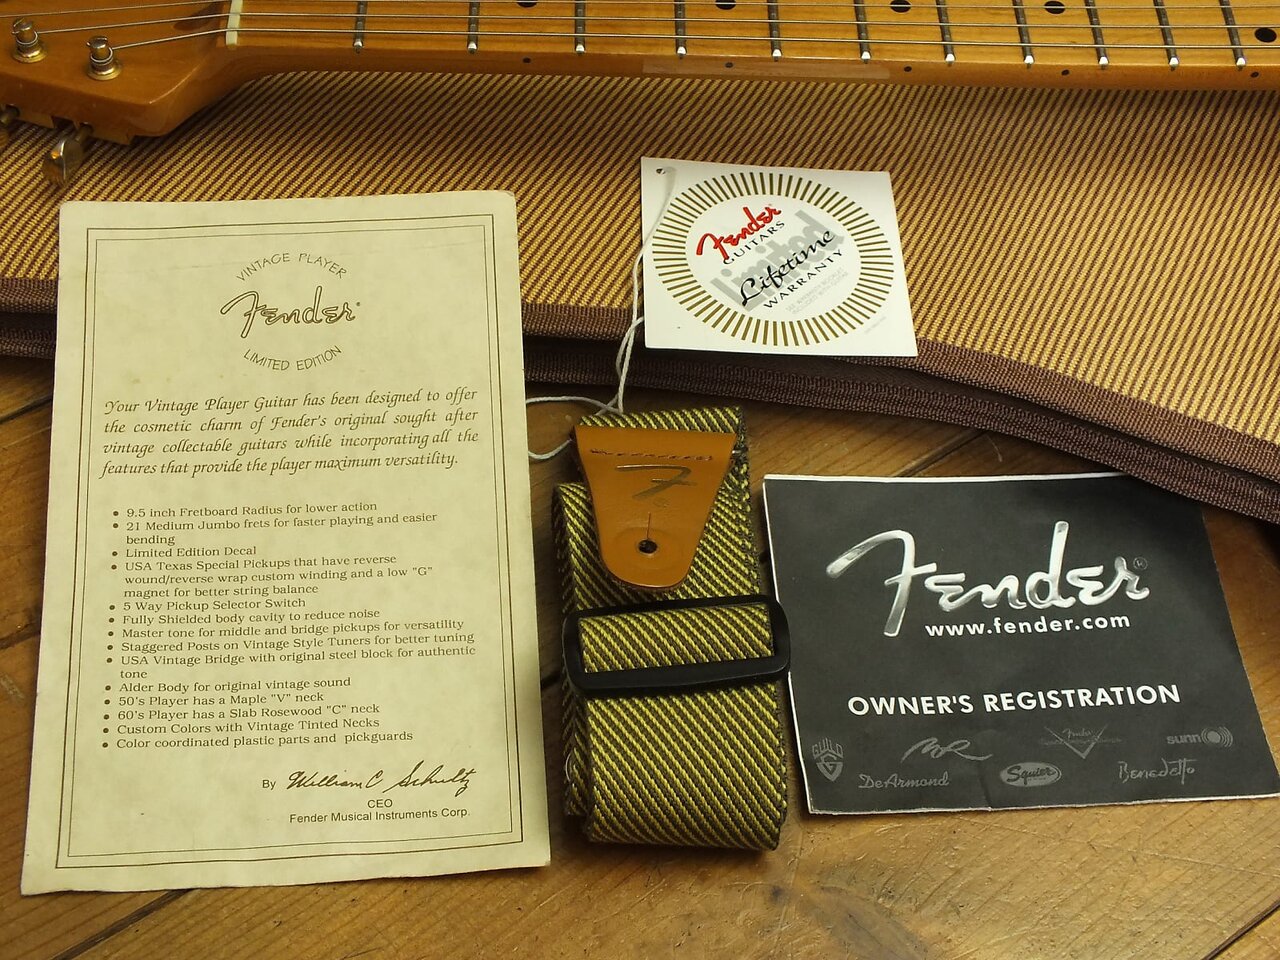 VINTAGE PLAYER
Fender®
LIMITED EDITION
Your Vintage Player Guitar has been designed to offer
the cosmetic charm of Fender's original sought after
vintage collectable guitars while incorporating all the
features that provide the player maximum versatility.
• 9.5 inch Fretboard Radius for lower action
• 21 Medium Jumbo frets for faster playing and easier
bending
• Limited Edition Decal
• USA Texas Special Pickups that have reverse
wound/reverse wrap custom winding and a low "G"
magnet for better string balance
• 5 Way Pickup Selector Switch
• Fully Shielded body cavity to reduce noise
• Master tone for middle and bridge pickups for versatility
• Staggered Posts on Vintage Style Tuners for better tuning
• USA Vintage Bridge with original steel block for authentic
tone
• Alder Body for original vintage sound
• 50's Player has a Maple "V" neck
• 60's Player has a Slab Rosewood "C" neck
• Custom Colors with Vintage Tinted Necks
• Color coordinated plastic parts and pickguards
By William C Schultz
CEO
Fender Musical Instruments Corp.
Fender
GUITARS
limited
Lifetime
WARRANTY
F
Fender®
www.fender.com
OWNER'S REGISTRATION
GUILD
Fender
sunn
DeArmond
Squier
Benedetto